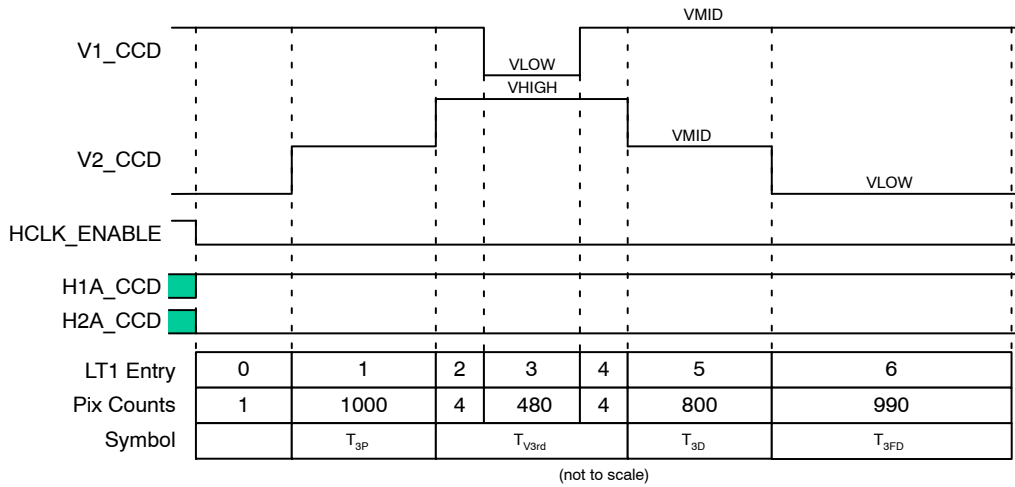 VMID
V1_CCD
VLOW
VHIGH
VMID
V2_CCD
VLOW
HCLK_ENABLE
H1A_CCD
H2A_CCD
LT1 Entry 0 1 2 3 4 5 6
Pix Counts 1 1000 4 480 4 800 990
Symbol T3P TV3rd T3D T3FD
(not to scale)